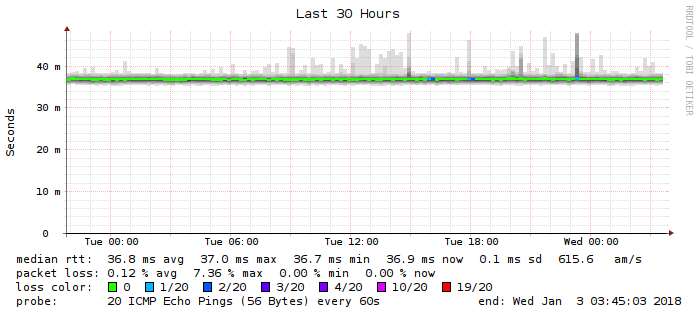 Last 30 Hours
RRDTOOL / TOBI OETIKER
Seconds
40 m
30 m
20 m
10 m
0
Tue 00:00 Tue 06:00 Tue 12:00 Tue 18:00 Wed 00:00
median rtt: 36.8 ms avg 37.0 ms max 36.7 ms min 36.9 ms now 0.1 ms sd 615.6 am/s
packet loss: 0.12 % avg 7.36 % max 0.00 % min 0.00 % now
loss color: 0 1/20 2/20 3/20 4/20 10/20 19/20
probe: 20 ICMP Echo Pings (56 Bytes) every 60s end: Wed Jan 3 03:45:03 2018